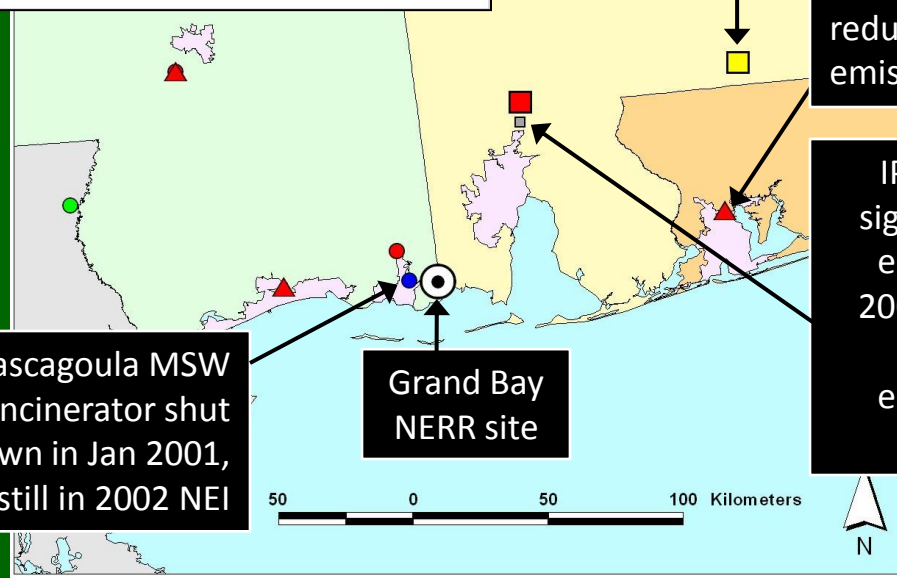 redu
emis
sig
e
20
e
ascagoula MSW
ncinerator shut
wn in Jan 2001,
still in 2002 NEI
Grand Bay
NERR site
50 0 50 100 Kilometers
N